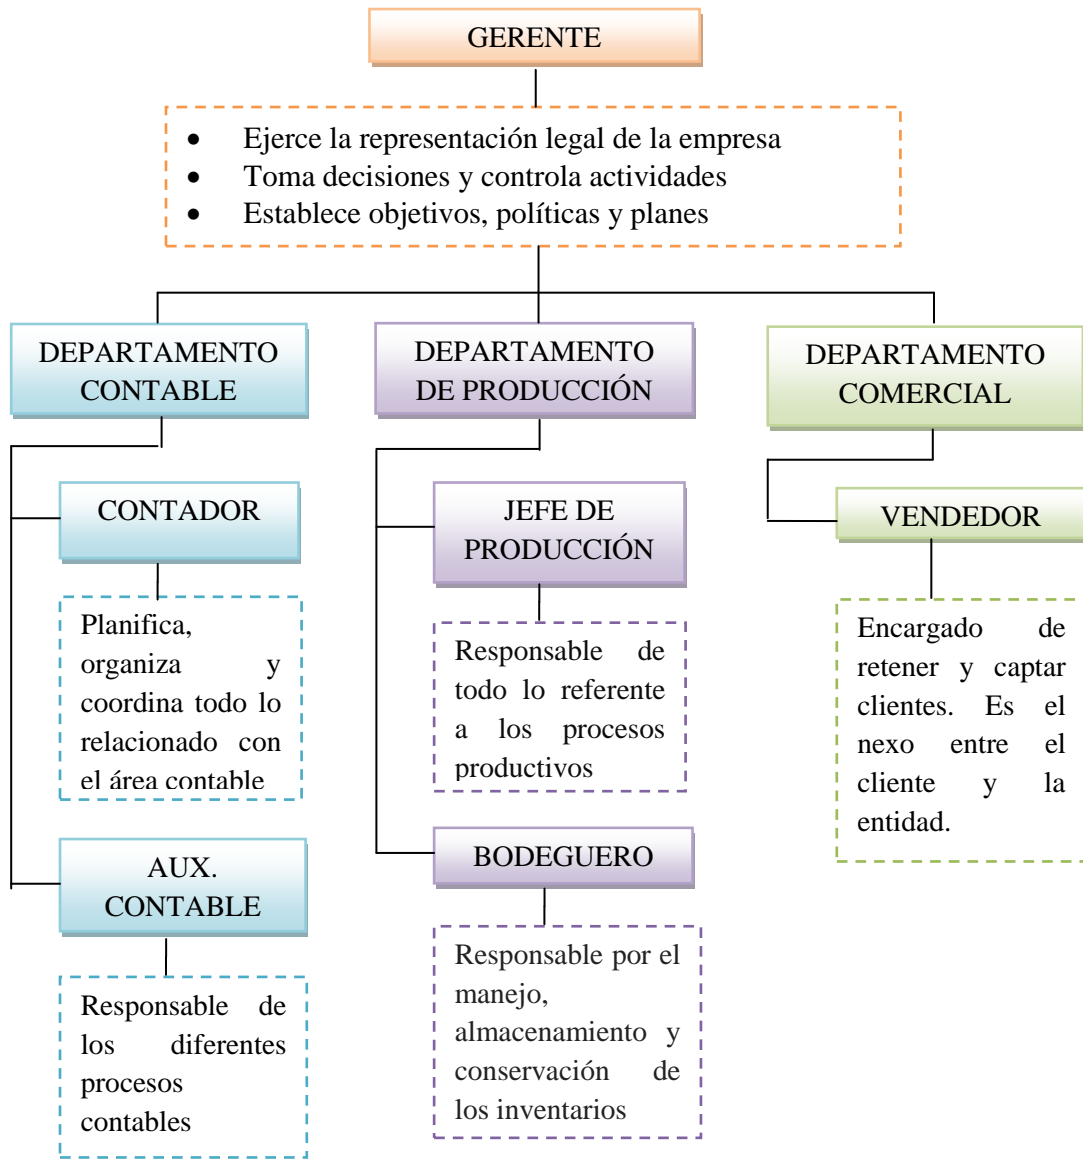 GERENTE
• Ejerce la representación legal de la empresa
• Toma decisiones y controla actividades
• Establece objetivos, políticas y planes
DEPARTAMENTO
CONTABLE
CONTADOR
Planifica,
organiza y
coordina todo lo
relacionado con
el área contable
AUX.
CONTABLE
Responsable de
los diferentes
procesos
contables
DEPARTAMENTO
DE PRODUCCIÓN
JEFE DE
PRODUCCIÓN
Responsable de
todo lo referente
a los procesos
productivos
BODEGUERO
Responsable por el
manejo,
almacenamiento y
conservación de
los inventarios
DEPARTAMENTO
COMERCIAL
VENDEDOR
Encargado de
retener y captar
clientes. Es el
nexo entre el
cliente y la
entidad.